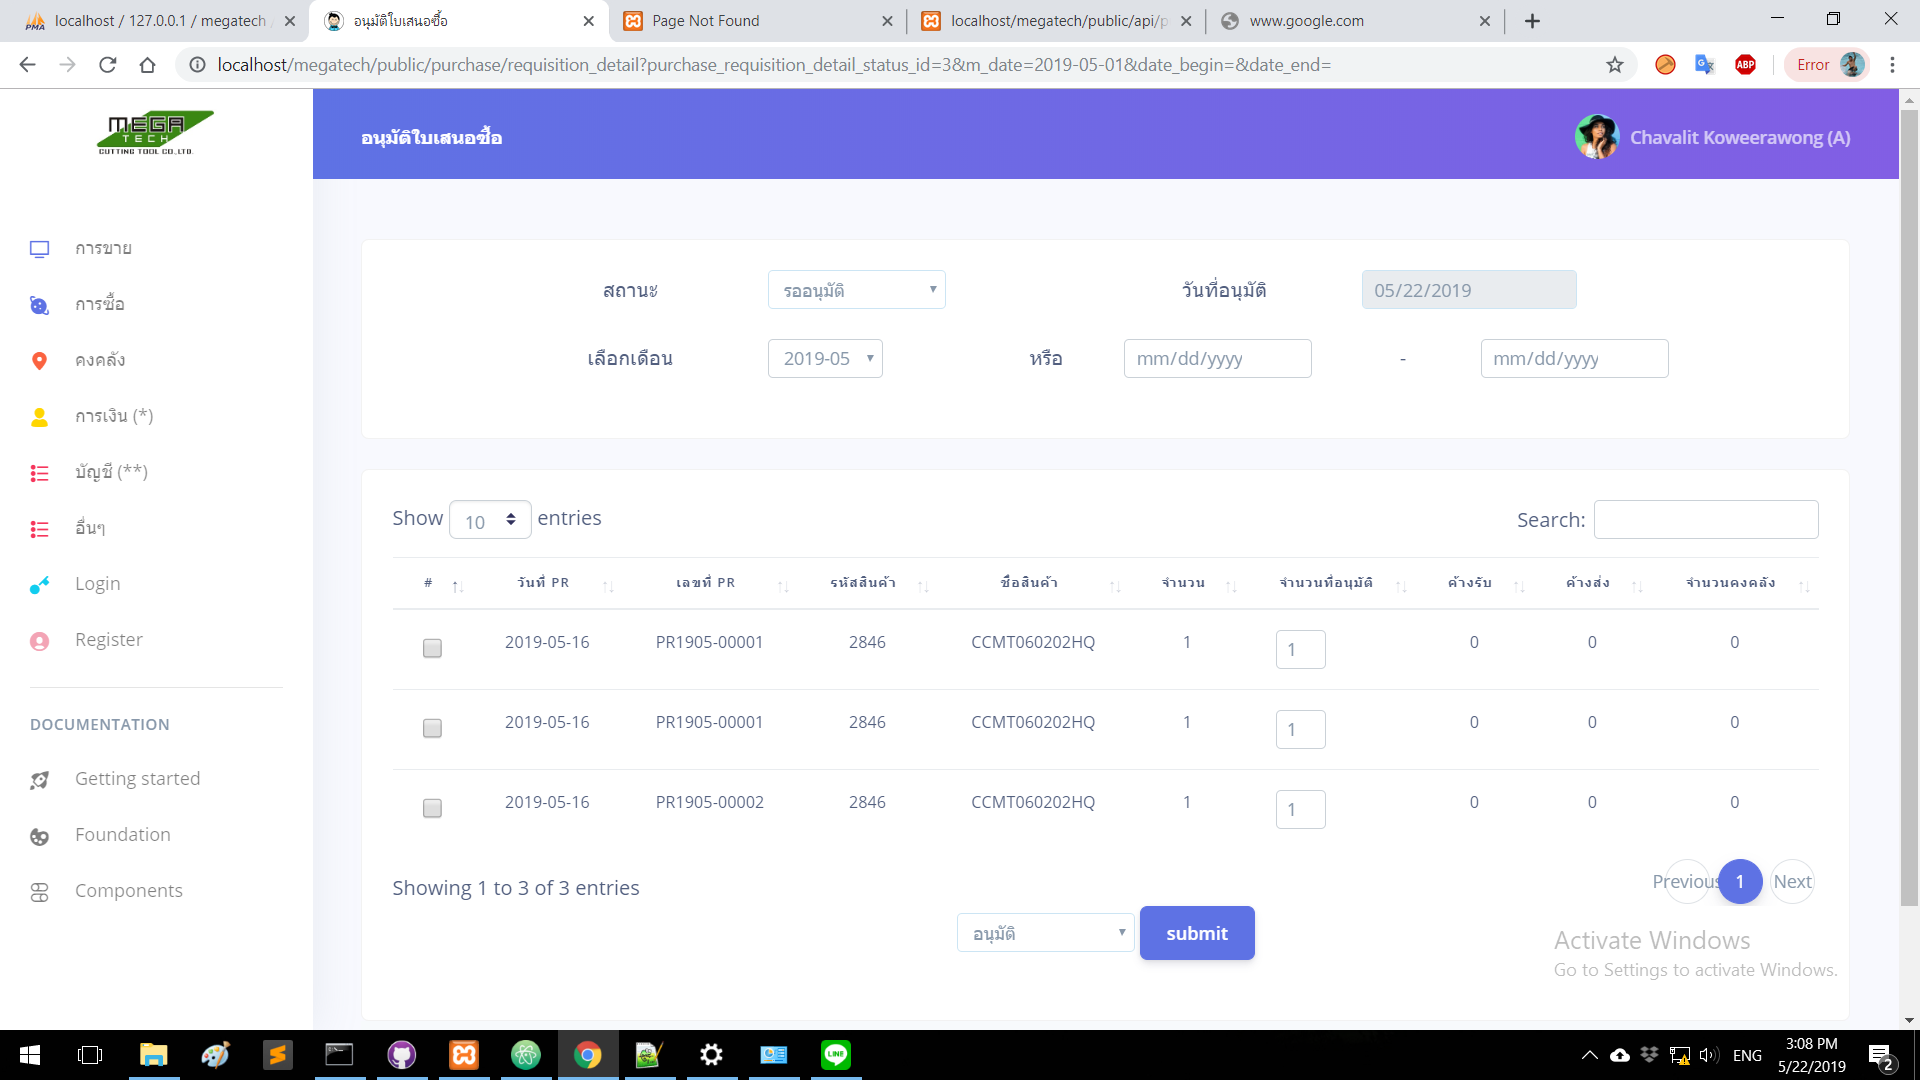 localhost / 127.0.0.1 / megatech
อนุมัติใบเสนอซื้อ
Page Not Found
localhost/megatech/public/api/p
www.google.com
localhost/megatech/public/purchase/requisition_detail?purchase_requisition_detail_status_id=3&m_date=2019-05-01&date_begin=&date_end=
ABP
Error
MEGA
TECH
CUTTING TOOL CO.,LTD.
อนุมัติใบเสนอซื้อ
Chavalit Koweerawong (A)
การขาย
การซื้อ
คงคลัง
การเงิน (*)
บัญชี (**)
อื่นๆ
Login
Register
DOCUMENTATION
Getting started
Foundation
Components
สถานะ รออนุมัติ วันที่อนุมัติ 05/22/2019
เลือกเดือน 2019-05 หรือ mm/dd/yyyy - mm/dd/yyyy
Show 10 entries Search:
# วันที่ PR เลขที่ PR รหัสสินค้า ชื่อสินค้า จำนวน จำนวนที่อนุมัติ ค้างรับ ค้างส่ง จำนวนคงคลัง
2019-05-16 PR1905-00001 2846 CCMT060202HQ 1 1 0 0 0
2019-05-16 PR1905-00001 2846 CCMT060202HQ 1 1 0 0 0
2019-05-16 PR1905-00002 2846 CCMT060202HQ 1 1 0 0 0
Showing 1 to 3 of 3 entries
Previous 1 Next
อนุมัติ submit
Activate Windows
Go to Settings to activate Windows.
LINE
ENG
3:08 PM
5/22/2019
2